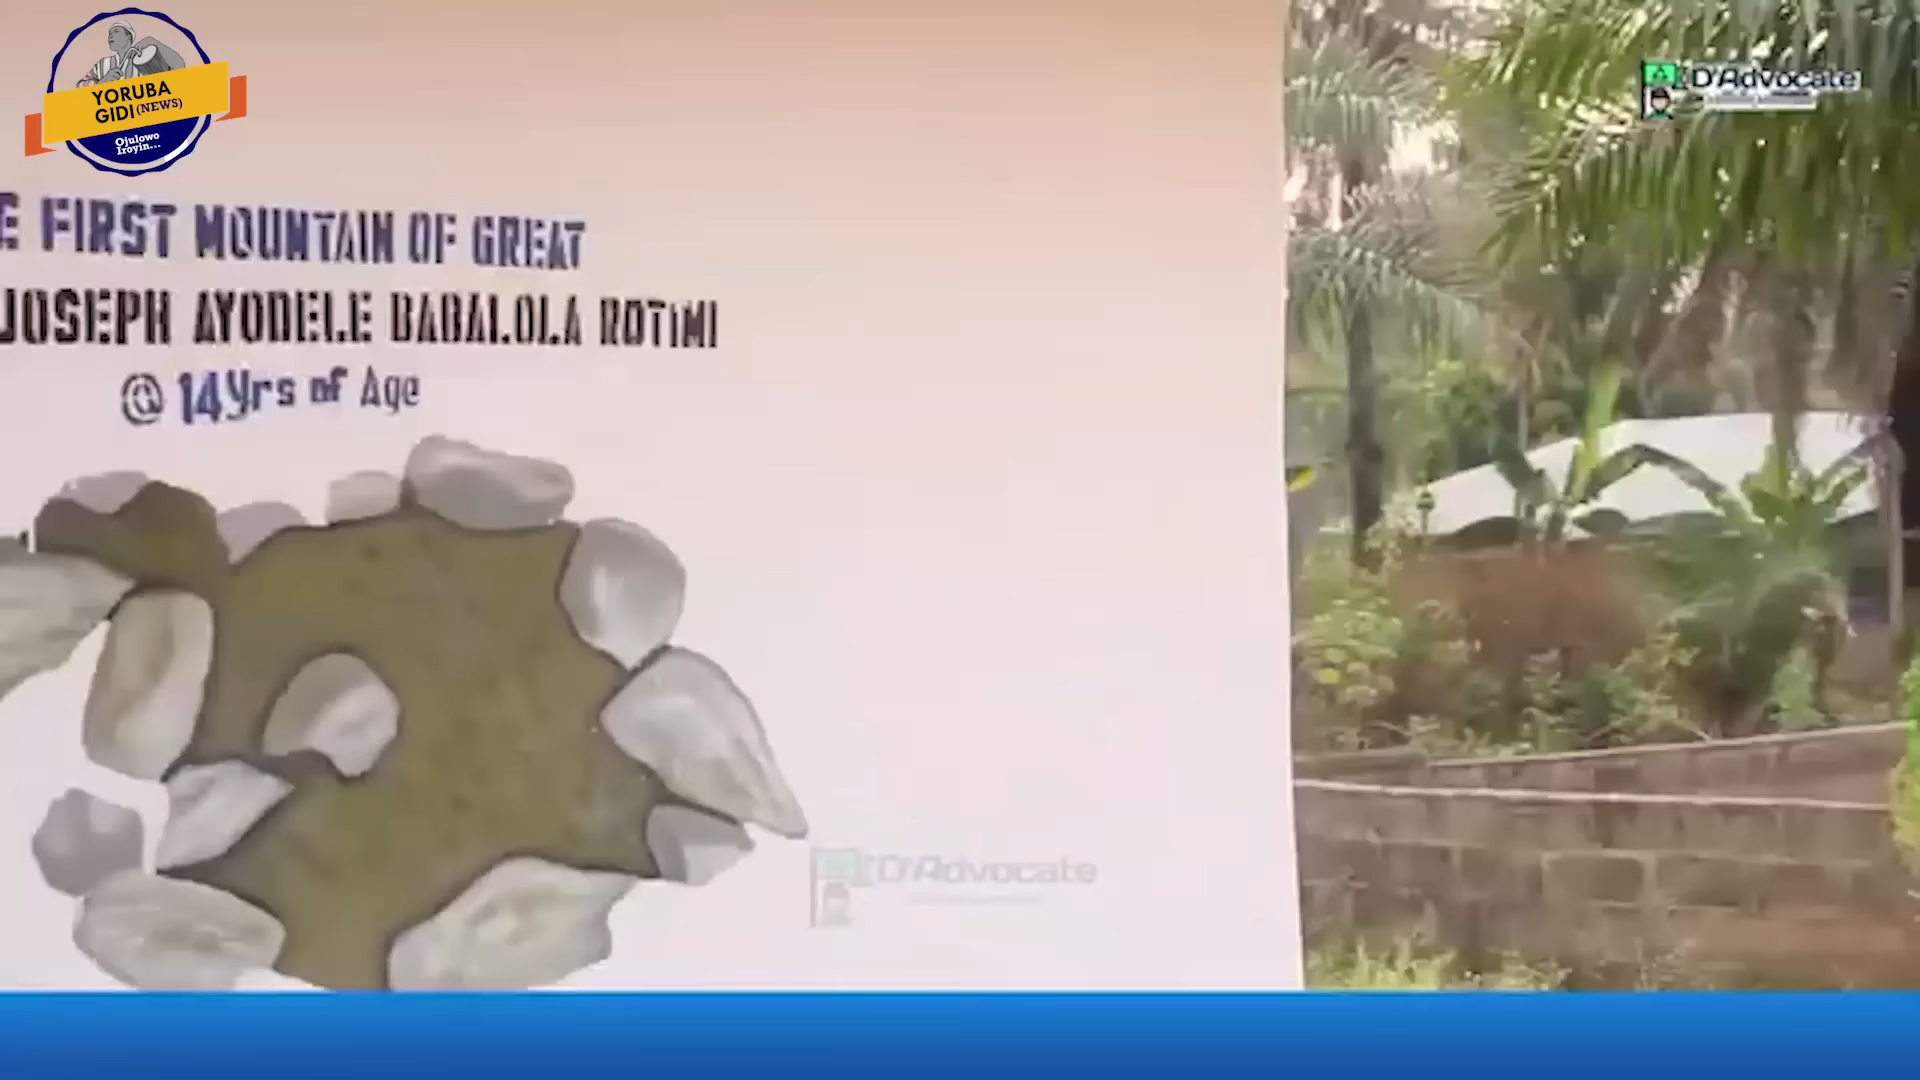 YORUBA
GIDI (NEWS)
Ojulowo
Iroyin...
D'Advocate
E FIRST MOUNTAIN OF GREAT
JOSEPH AYODELE BABALOLA ROTIMI
@ 14Yrs of Age
D'Advocate